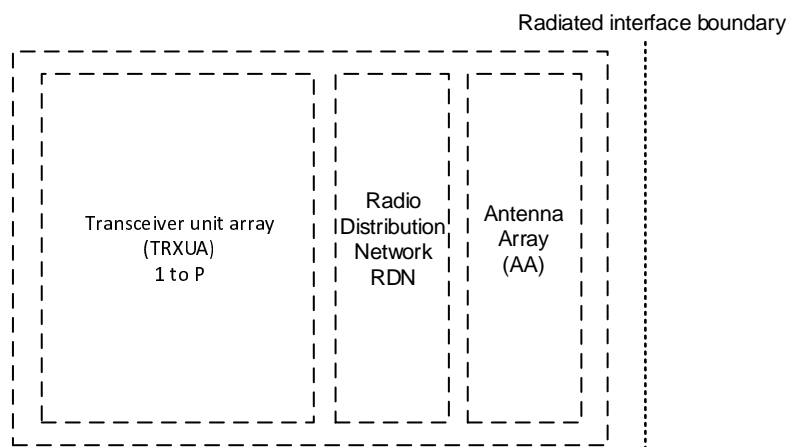 Radiated interface boundary
Transceiver unit array
(TRXUA)
1 to P
Radio
Distribution
Network
RDN
Antenna
Array
(AA)